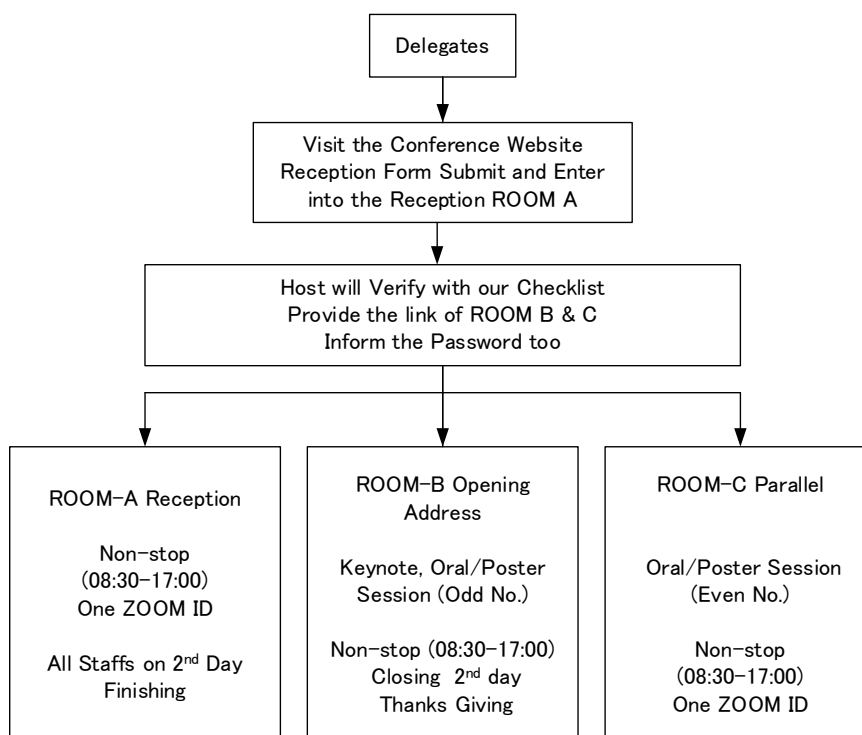 Delegates
Visit the Conference Website
Reception Form Submit and Enter
into the Reception ROOM A
Host will Verify with our Checklist
Provide the link of ROOM B & C
Inform the Password too
ROOM-A Reception
Non-stop
(08:30-17:00)
One ZOOM ID
All Staffs on 2nd Day
Finishing
ROOM-B Opening
Address
Keynote, Oral/Poster
Session (Odd No.)
Non-stop (08:30-17:00)
Closing 2nd day
Thanks Giving
ROOM-C Parallel
Oral/Poster Session
(Even No.)
Non-stop
(08:30-17:00)
One ZOOM ID